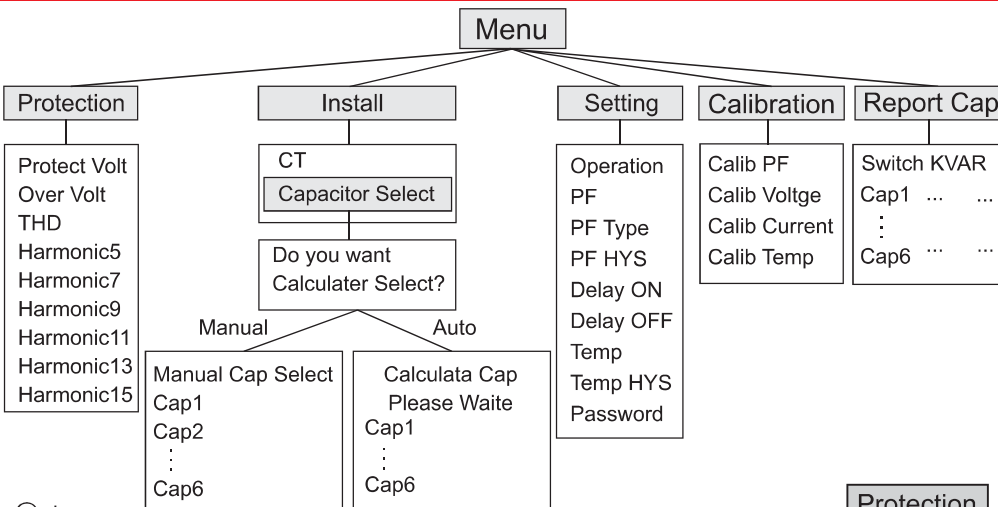 Menu
Protection
Protect Volt
Over Volt
THD
Harmonic5
Harmonic7
Harmonic9
Harmonic11
Harmonic13
Harmonic15
Install
CT
Capacitor Select
Do you want
Calculater Select?
Manual
Auto
Manual Cap Select
Cap1
Cap2
Cap6
Calculata Cap
Please Waite
Cap1
Cap6
Setting
Operation
PF
PF Type
PF HYS
Delay ON
Delay OFF
Temp
Temp HYS
Password
Calibration
Calib PF
Calib Voltge
Calib Current
Calib Temp
Report Cap
Switch KVAR
Cap1 ... ...
Cap6 ... ...
Protection